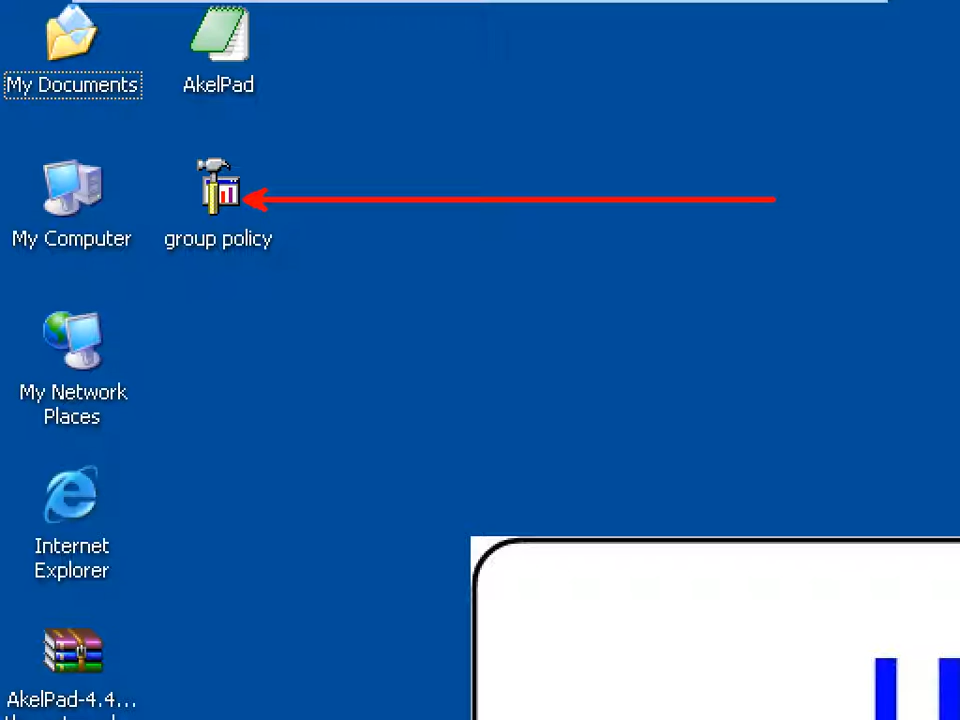 My Documents
AkelPad
My Computer
group policy
My Network
Places
Internet
Explorer
AkelPad-4.4...